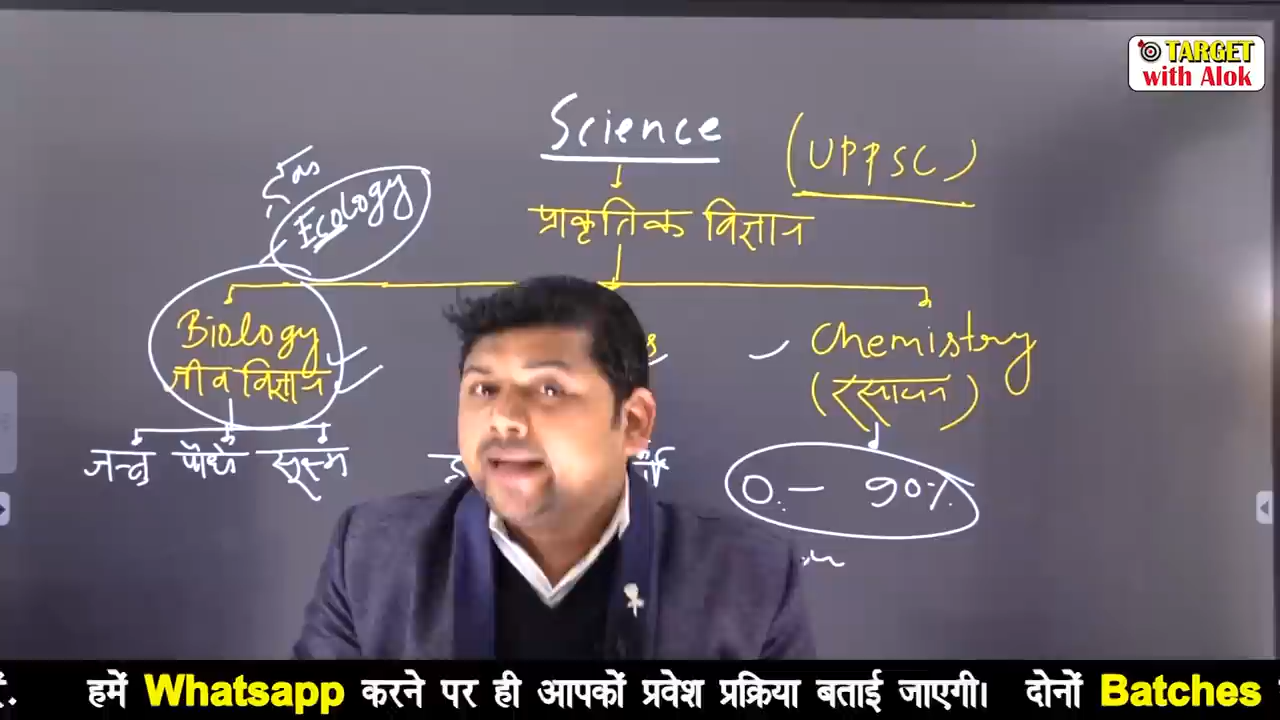 TARGET
with Alok
Science
(UPPSC)
Ecology
प्राकृतिक विज्ञान
Biology
जीव विज्ञान
Chemistry
(रसायन)
जन्तु पौधे सूक्ष्म
0 - 90%
हमें Whatsapp करने पर ही आपकों प्रवेश प्रक्रिया बताई जाएगी। दोनों Batches